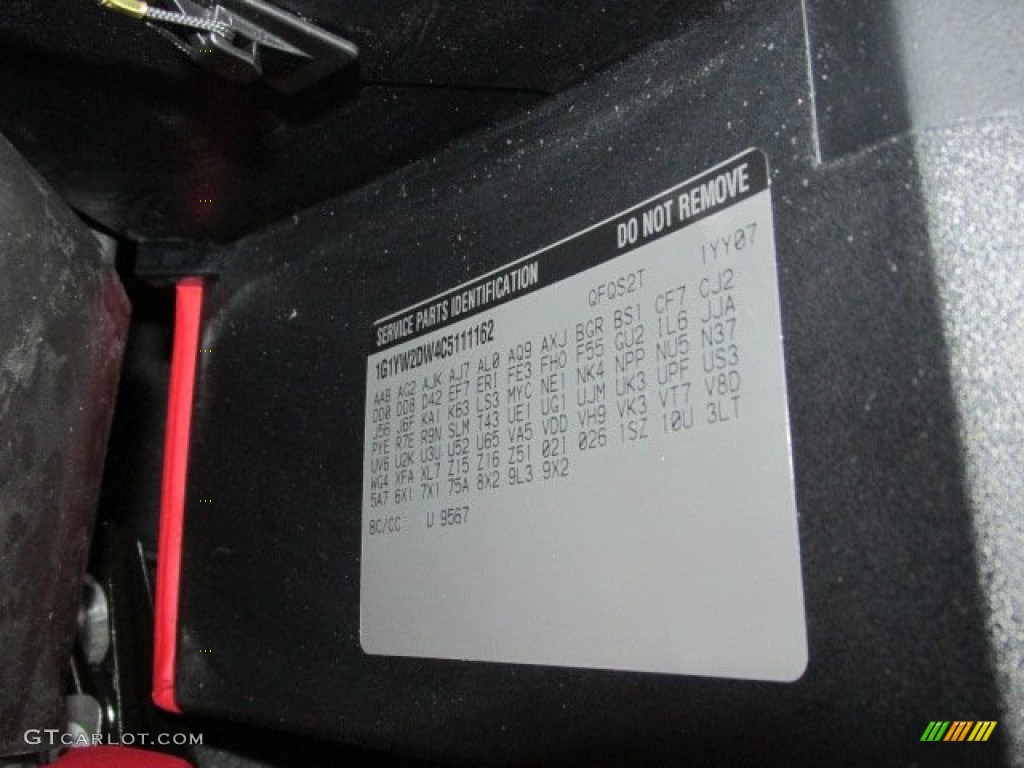 SERVICE PARTS IDENTIFICATION DO NOT REMOVE
1G1YW2DW4C5111162 QFQS2T 1YY07
AAB AG2 AJK AJ7 AL0 AQ9 AXJ BGR BS1 CF7 CJ2
DD0 DD8 D42 EF7 ER1 FE3 FHO F55 GU2 IL6 JJA
J56 J6F KA1 K63 LS3 MYC NE1 NK4 NPP NU5 N37
PYE R7E R9N SLM T43 UE1 UG1 UJM UK3 UPF US3
UV6 U2K U3U U52 U65 VA5 VDD VH9 VK3 VT7 V8D
WG4 XFA XL7 Z15 Z16 Z51 021 026 1SZ 10U 3LT
5A7 6X1 7X1 75A 8X2 9L3 9X2
BC/CC U 9567
GTCARLOT.COM